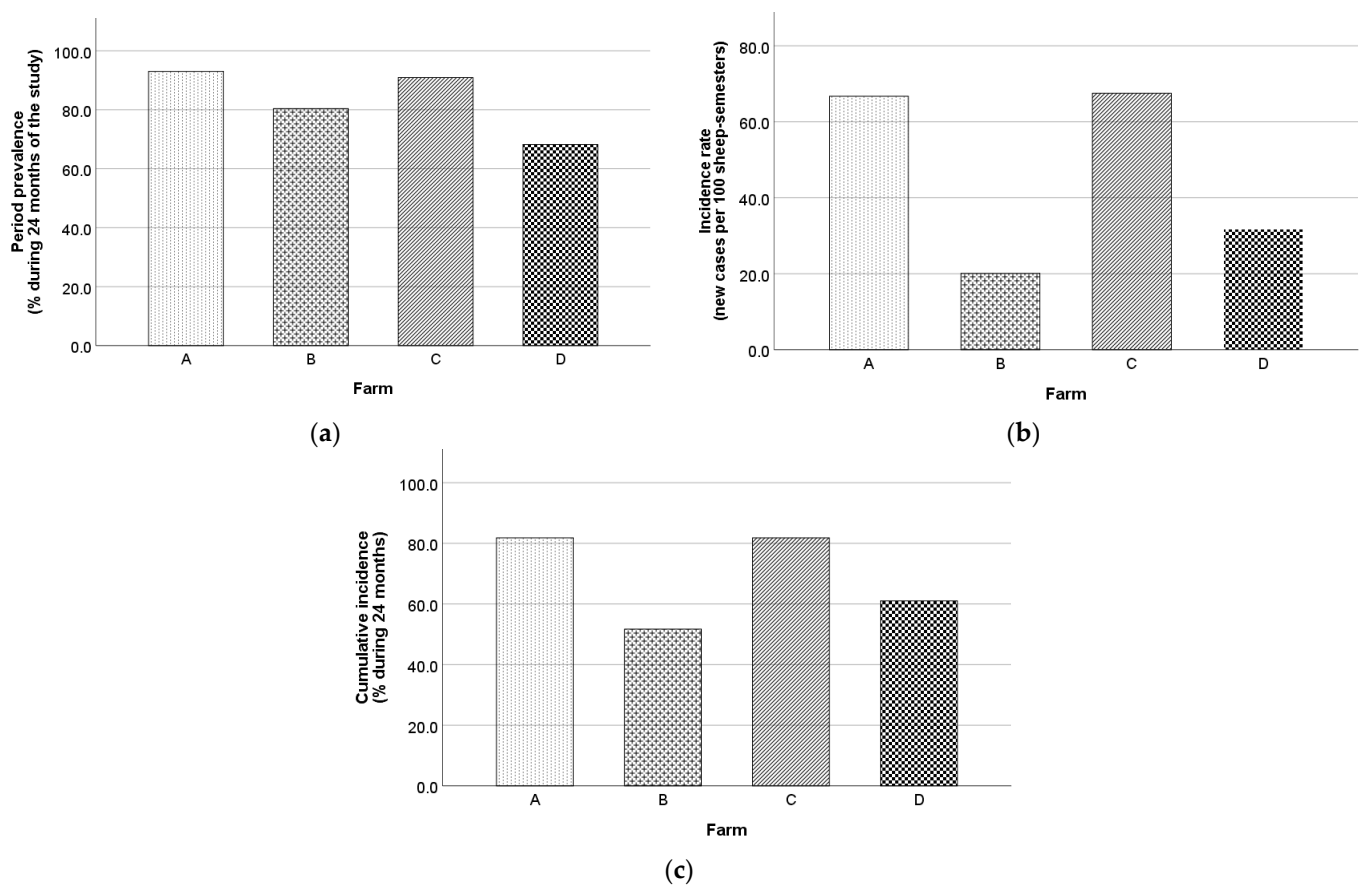 Period prevalence
(% during 24 months of the study)
100.0
80.0
60.0
40.0
20.0
0.0
A B C D
Farm
(a)
Incidence rate
(new cases per 100 sheep-semesters)
80.0
60.0
40.0
20.0
0.0
A B C D
Farm
(b)
Cumulative incidence
(% during 24 months)
100.0
80.0
60.0
40.0
20.0
0.0
A B C D
Farm
(c)